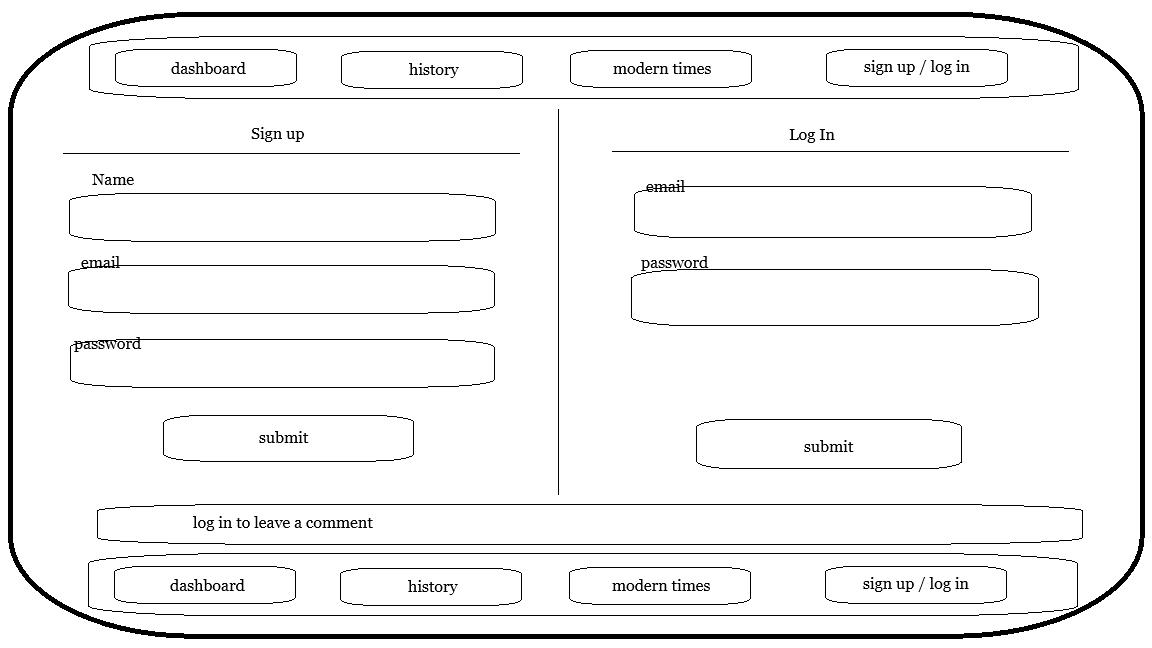 dashboard history modern times sign up / log in
Sign up
Name
email
password
submit
Log In
email
password
submit
log in to leave a comment
dashboard history modern times sign up / log in